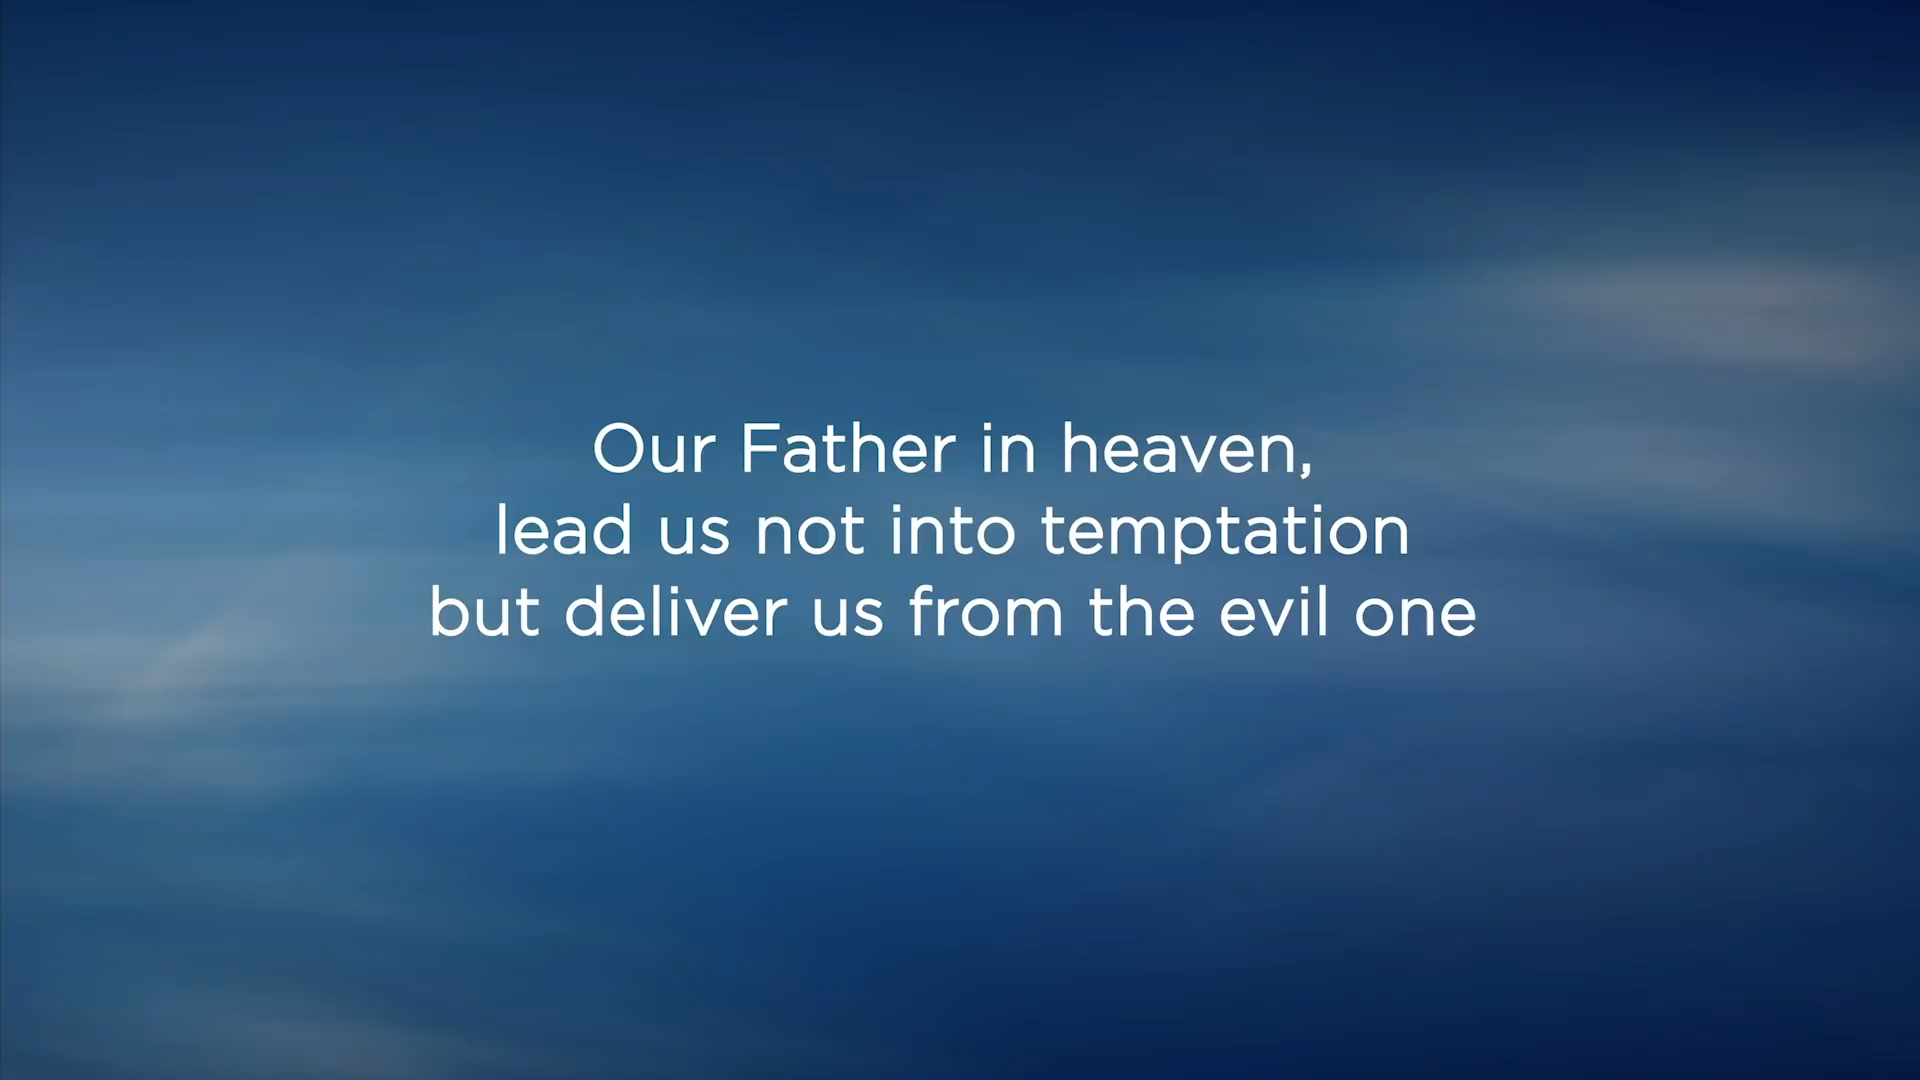 Our Father in heaven,
lead us not into temptation
but deliver us from the evil one